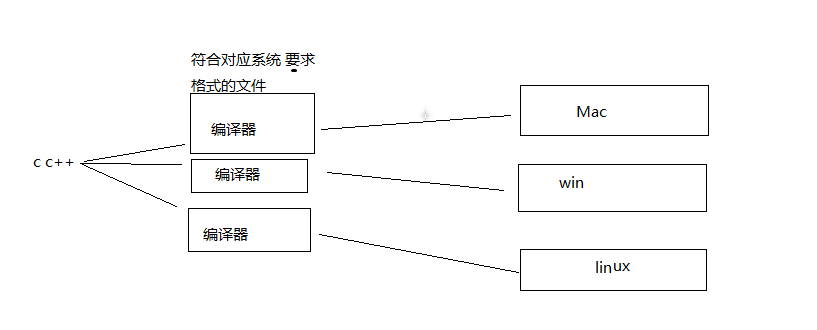 符合对应系统 要求
格式的文件
编译器
Mac
c c++
编译器
win
编译器
linux